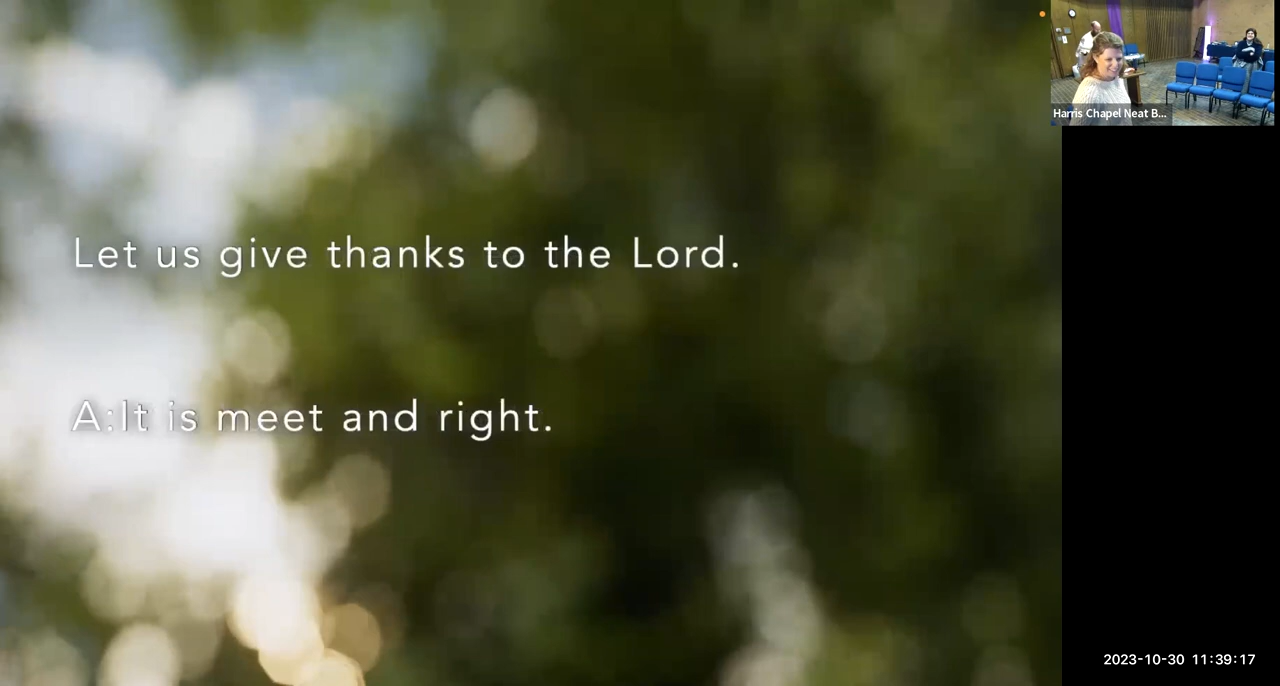 Let us give thanks to the Lord.
A:It is meet and right.
Harris Chapel Neat B...
2023-10-30 11:39:17